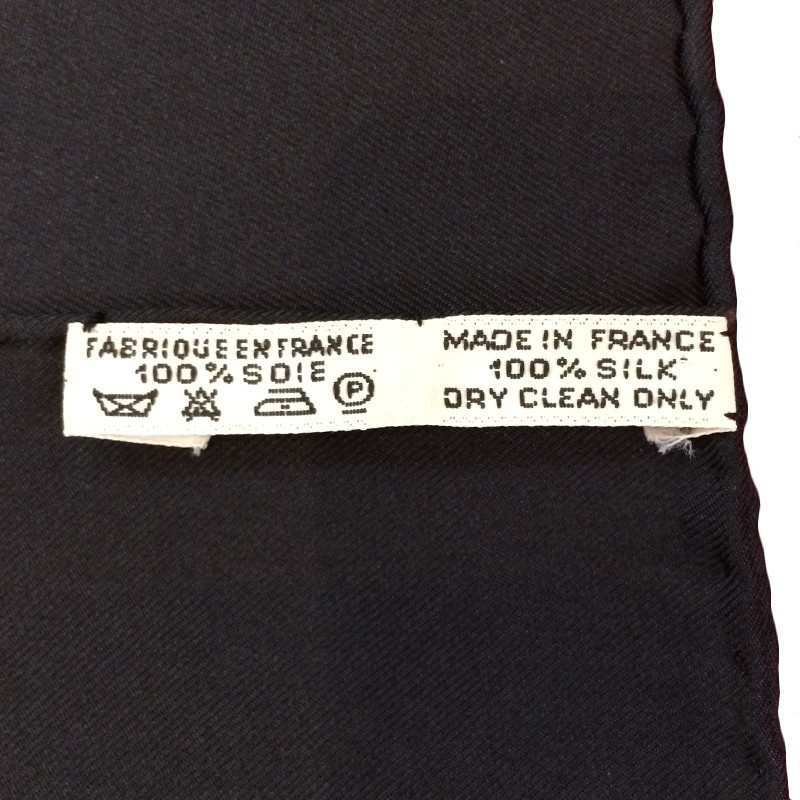 FABRIQUE EN FRANCE
100% SOIE
P
MADE IN FRANCE
100% SILK
DRY CLEAN ONLY